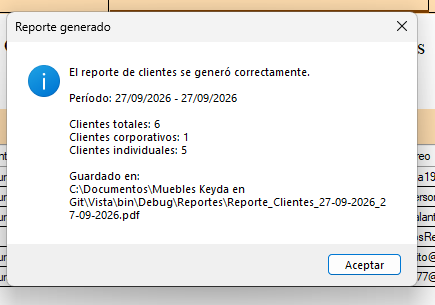 Reporte generado
El reporte de clientes se generó correctamente.
Período: 27/09/2026 - 27/09/2026
Clientes totales: 6
Clientes corporativos: 1
Clientes individuales: 5
Guardado en:
C:\Documentos\Muebles Keyda en
Git\Vista\bin\Debug\Reportes\Reporte_Clientes_27-09-2026_2
7-09-2026.pdf
Aceptar